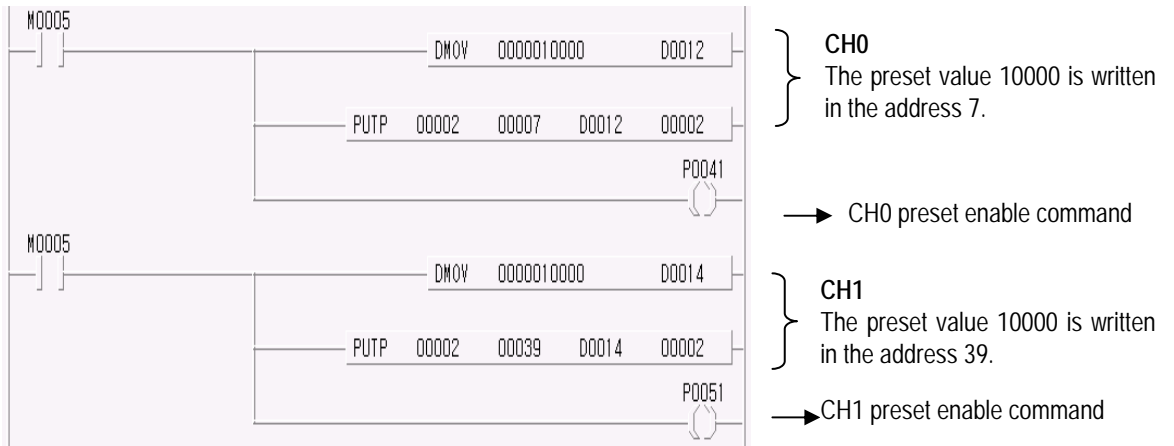 M0005
DMOV 0000010000 D0012
PUTP 00002 00007 D0012 00002
P0041
CH0
The preset value 10000 is written
in the address 7.
CH0 preset enable command
M0005
DMOV 0000010000 D0014
PUTP 00002 00039 D0014 00002
P0051
CH1
The preset value 10000 is written
in the address 39.
CH1 preset enable command